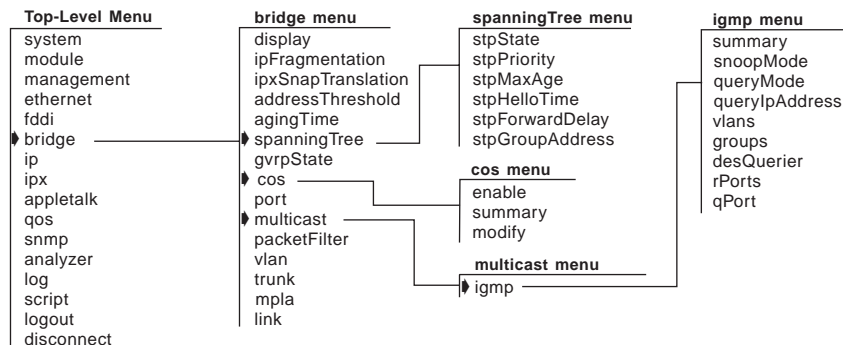 Top-Level Menu
system
module
management
ethernet
fddi
bridge
ip
ipx
appletalk
qos
snmp
analyzer
log
script
logout
disconnect
bridge menu
display
ipFragmentation
ipxSnapTranslation
addressThreshold
agingTime
spanningTree
gvrpState
cos
port
multicast
packetFilter
vlan
trunk
mpla
link
spanningTree menu
stpState
stpPriority
stpMaxAge
stpHelloTime
stpForwardDelay
stpGroupAddress
cos menu
enable
summary
modify
multicast menu
igmp
igmp menu
summary
snoopMode
queryMode
queryIpAddress
vlans
groups
desQuerier
rPorts
qPort